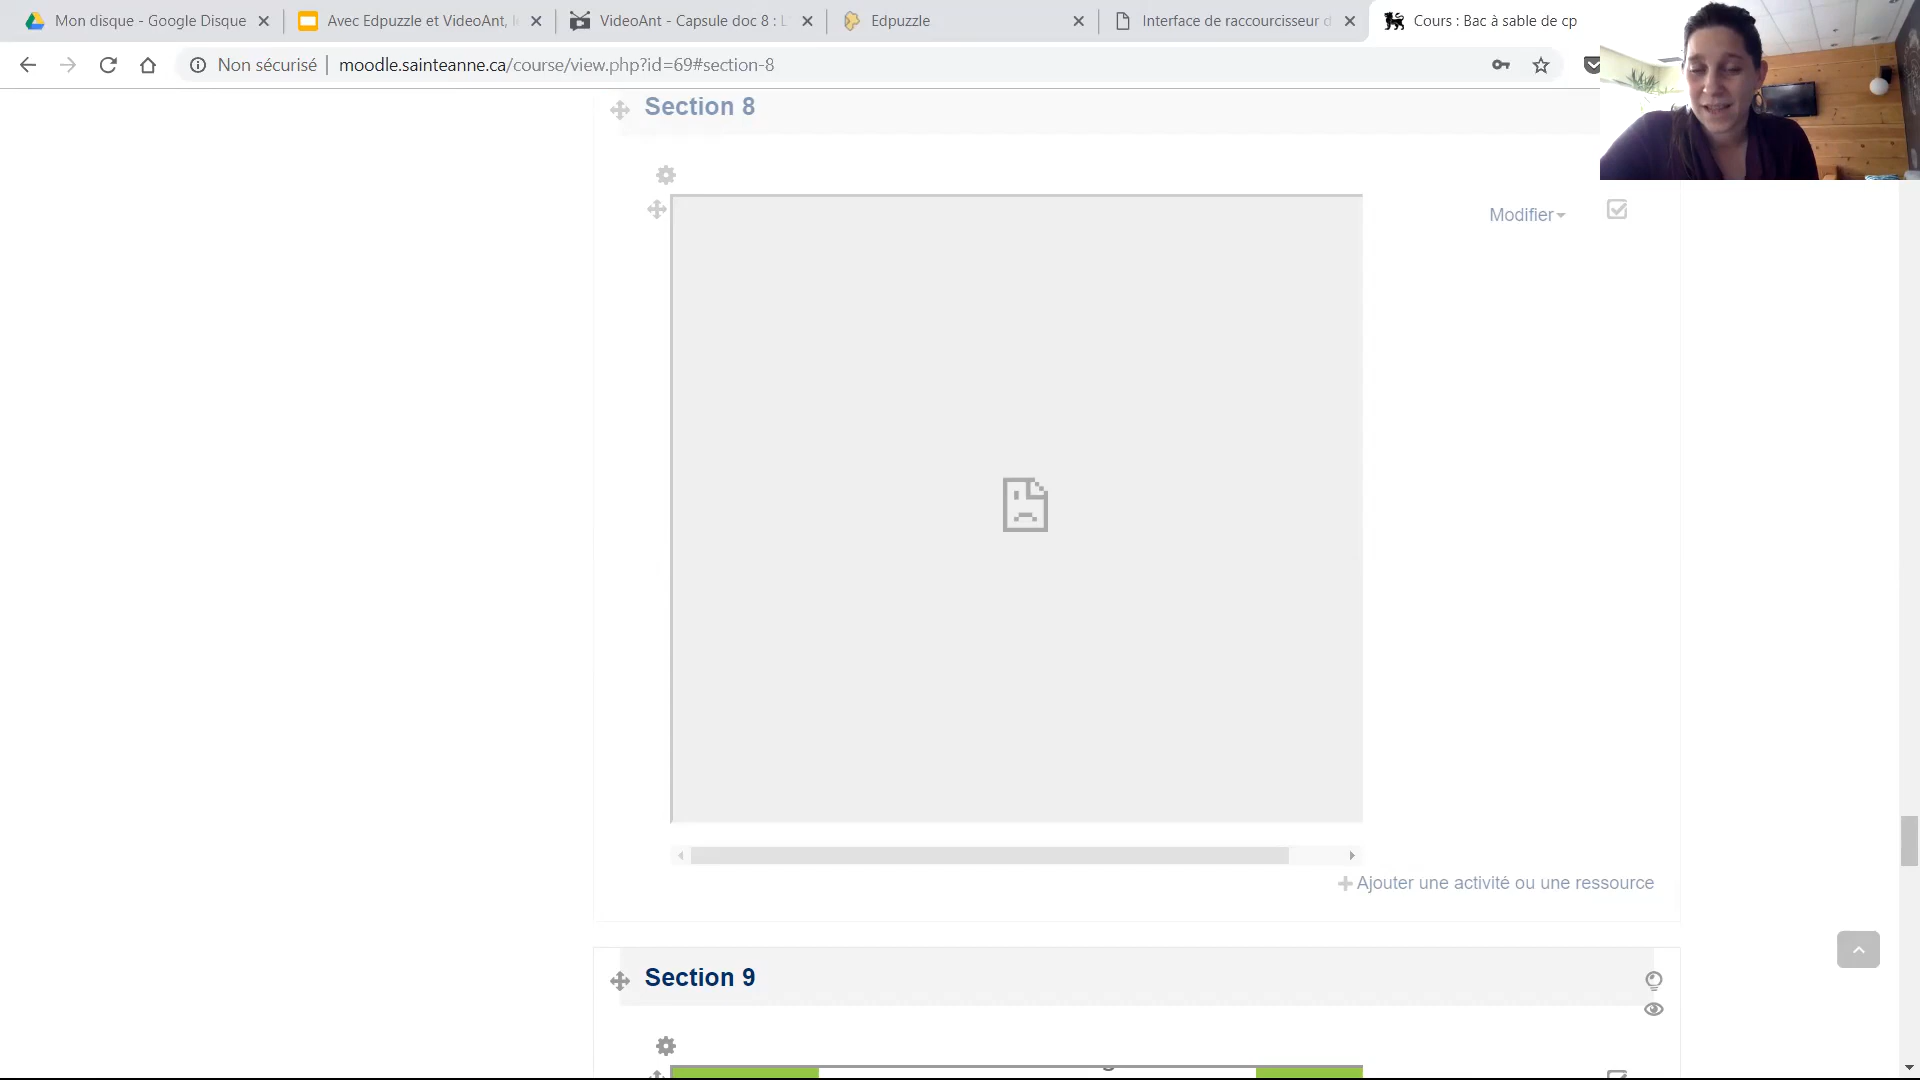 Mon disque - Google Disque
Avec Edpuzzle et VideoAnt,
VideoAnt - Capsule doc 8 :
Edpuzzle
Interface de raccourcisseur
Cours : Bac à sable de cp
Non sécurisé
moodle.sainteanne.ca/course/view.php?id=69#section-8
Section 8
Modifier
Ajouter une activité ou une ressource
Section 9